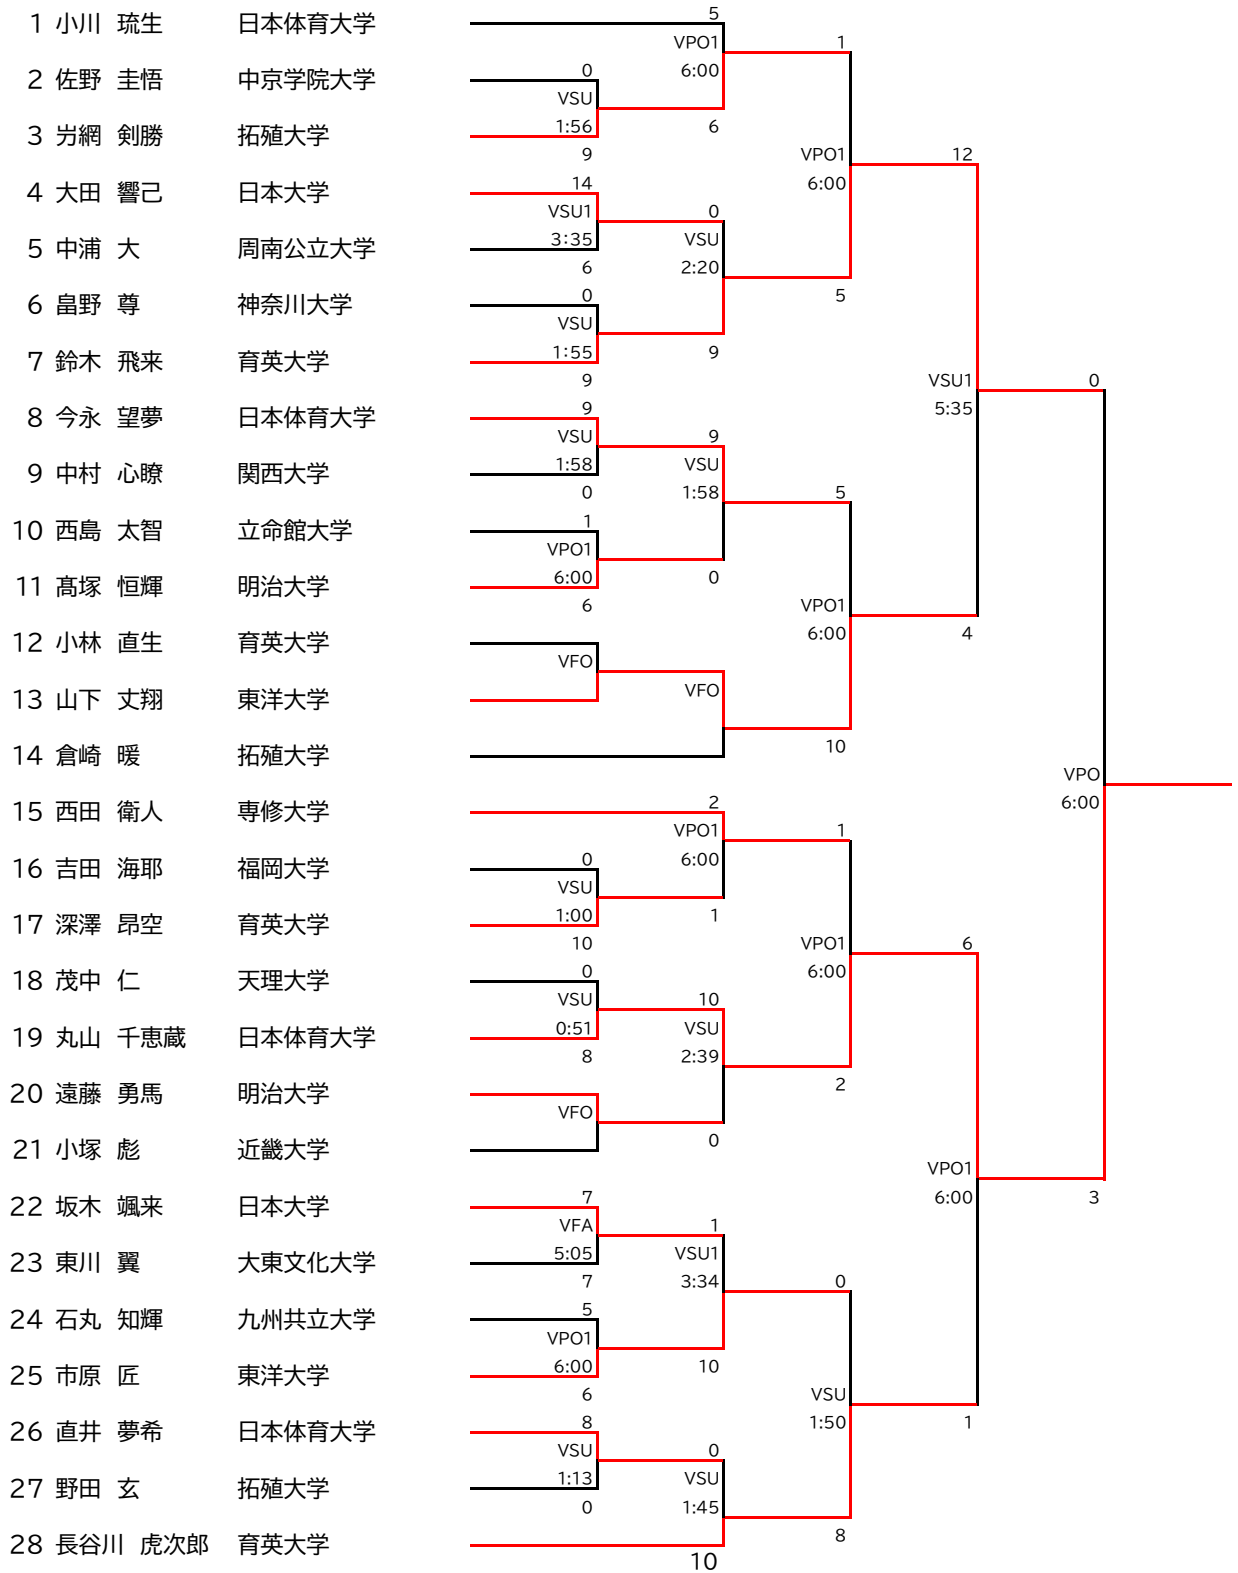 5
1 小川 琉生 日本体育大学
VPO1 1
0 6:00
2 佐野 圭悟 中京学院大学
VSU
1:56 6
3 屶網 剣勝 拓殖大学
9 VPO1 12
14 6:00
4 大田 響己 日本大学
VSU1 0
3:35 VSU
5 中浦 大 周南公立大学
6 2:20
0 5
6 畠野 尊 神奈川大学
VSU
1:55 9
7 鈴木 飛来 育英大学
9 VSU1 0
9 5:35
8 今永 望夢 日本体育大学
VSU 9
1:58 VSU
9 中村 心瞭 関西大学
0 1:58 5
1
10 西島 太智 立命館大学
VPO1
6:00 0
11 髙塚 恒輝 明治大学
6 VPO1
6:00 4
12 小林 直生 育英大学
VFO
VFO
13 山下 丈翔 東洋大学
10
14 倉崎 暖 拓殖大学
VPO
2 6:00
15 西田 衛人 専修大学
VPO1 1
0 6:00
16 吉田 海耶 福岡大学
VSU
1:00 1
17 深澤 昂空 育英大学
10 VPO1 6
0 6:00
18 茂中 仁 天理大学
VSU 10
0:51 VSU
19 丸山 千恵蔵 日本体育大学
8 2:39
2
20 遠藤 勇馬 明治大学
VFO
0
21 小塚 彪 近畿大学
VPO1
7 6:00 3
22 坂木 颯来 日本大学
VFA 1
5:05 VSU1
23 東川 翼 大東文化大学
7 3:34 0
5
24 石丸 知輝 九州共立大学
VPO1
6:00 10
25 市原 匠 東洋大学
6 VSU
8 1:50 1
26 直井 夢希 日本体育大学
VSU 0
1:13 VSU
27 野田 玄 拓殖大学
0 1:45
8
28 長谷川 虎次郎 育英大学
10